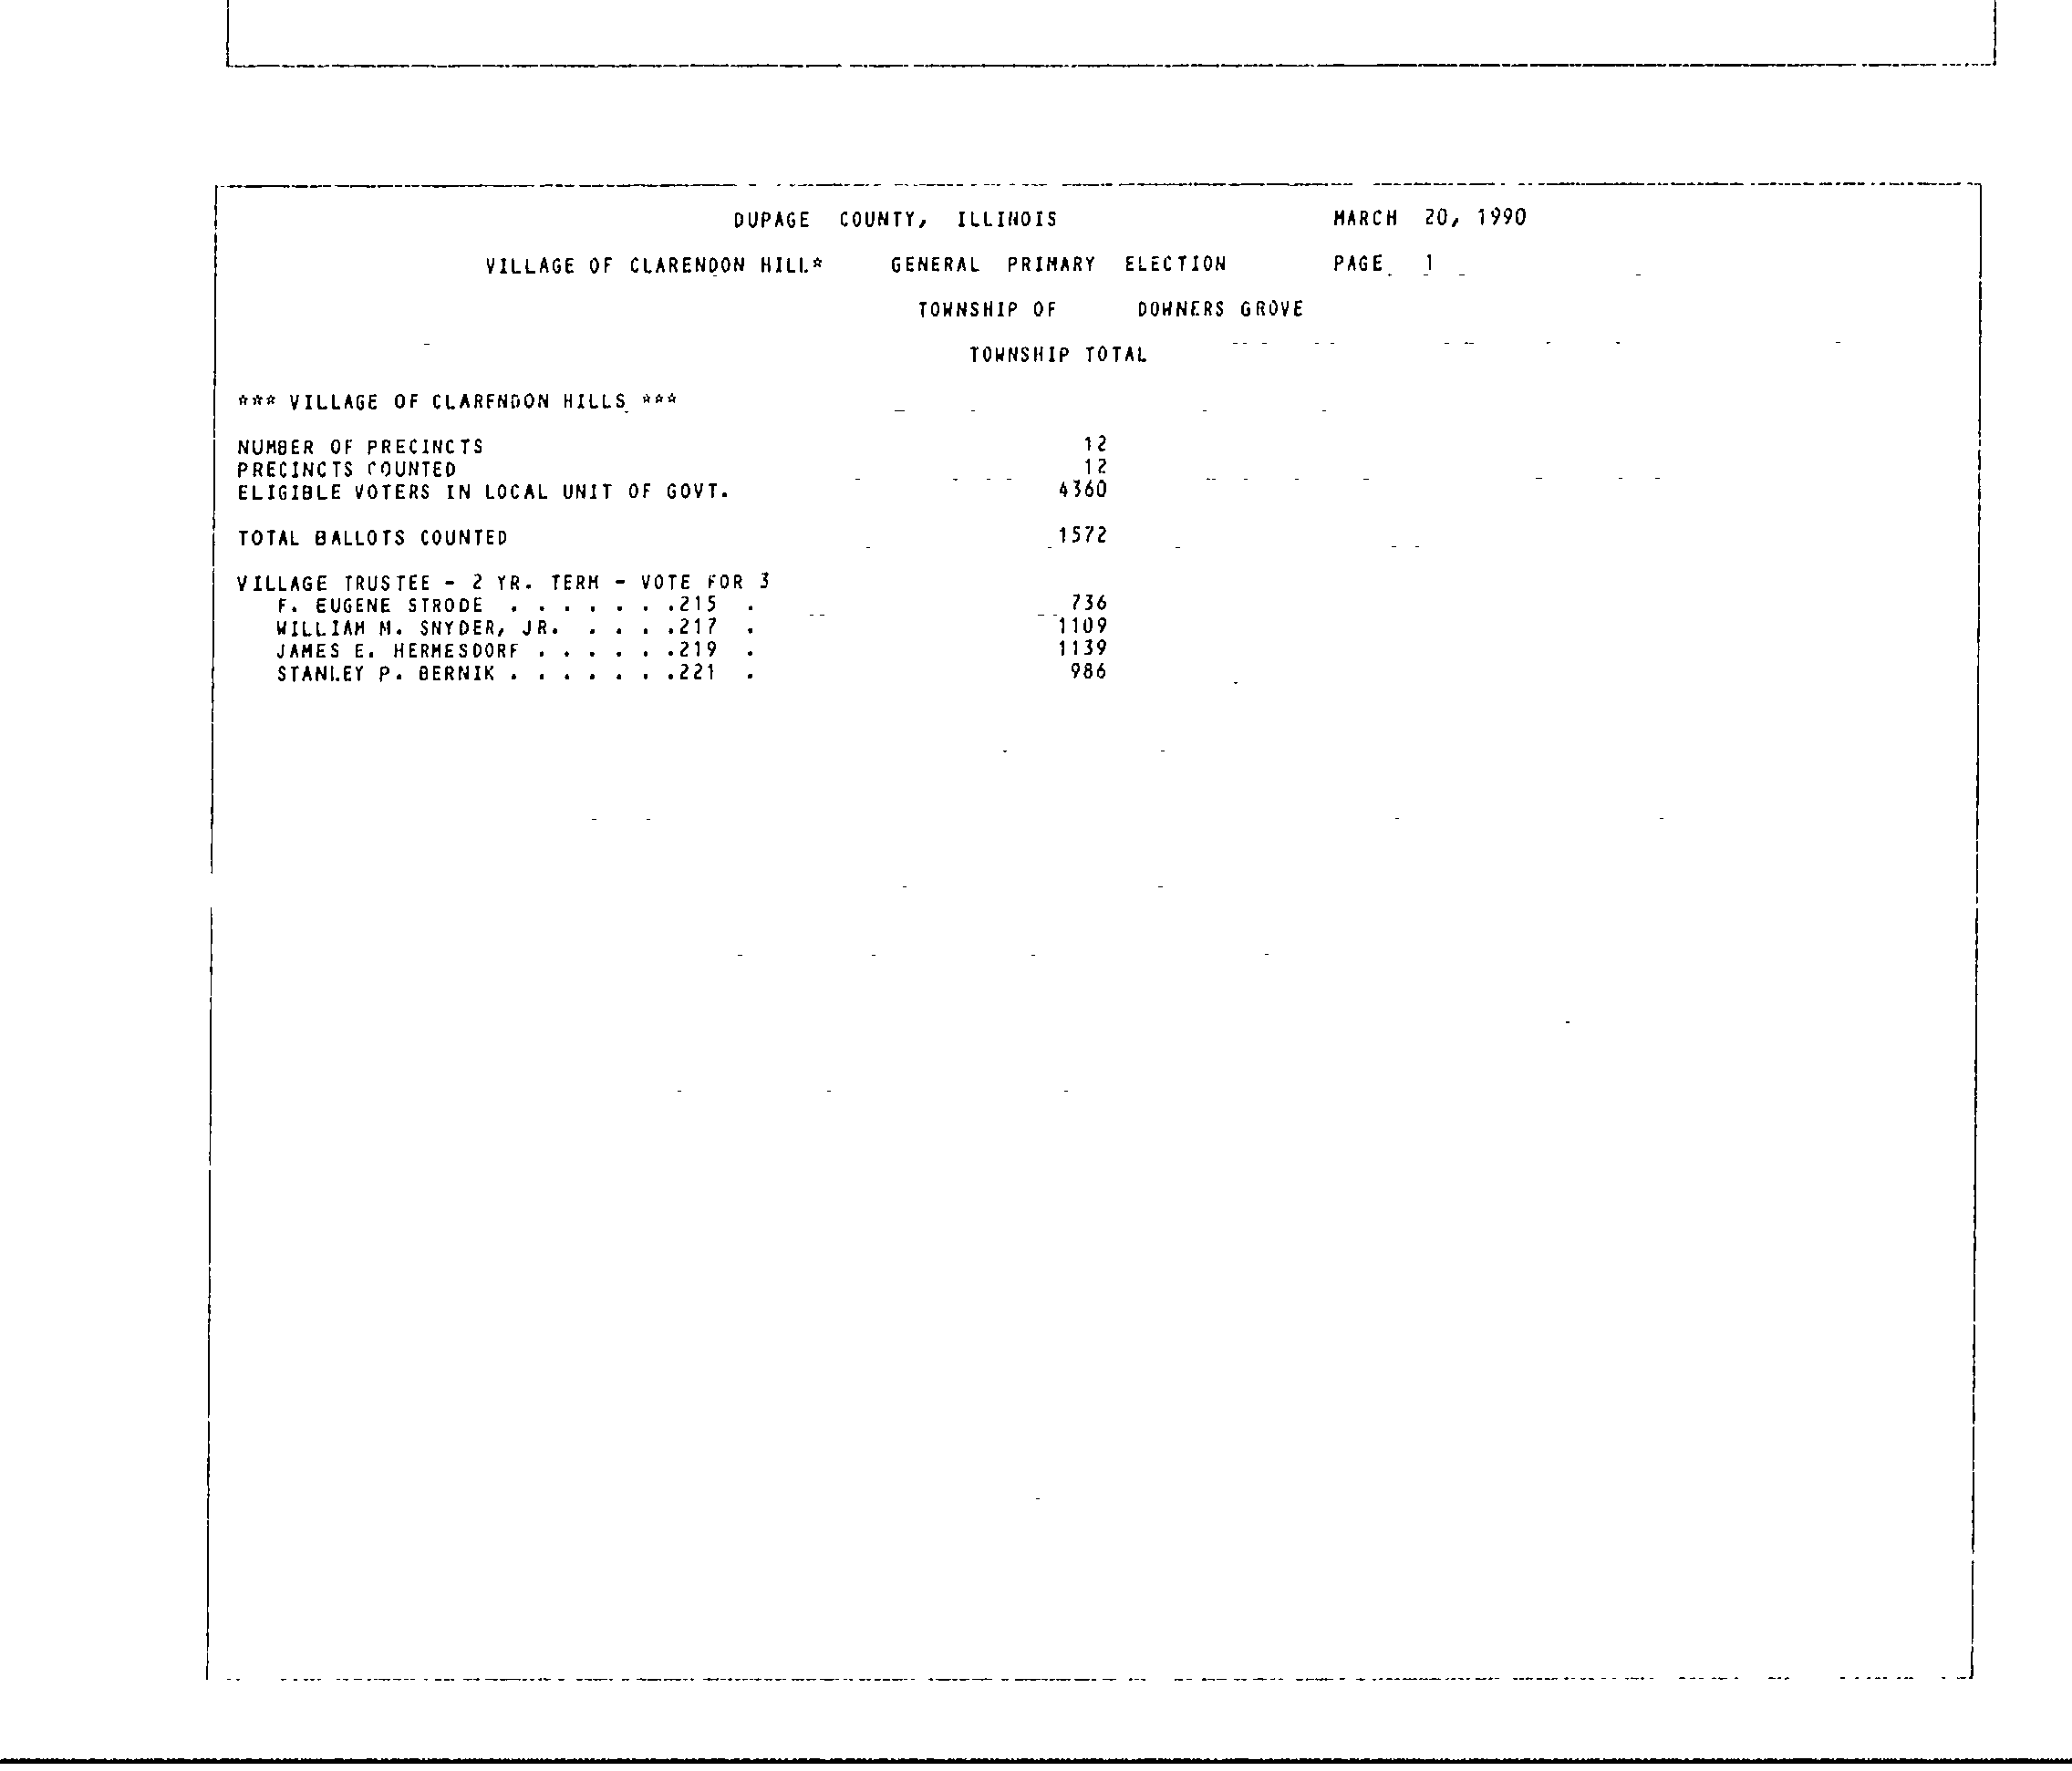 DUPAGE COUNTY, ILLINOIS MARCH 20, 1990
VILLAGE OF CLARENDON HILL* GENERAL PRIMARY ELECTION PAGE 1
TOWNSHIP OF DOWNERS GROVE
TOWNSHIP TOTAL
*** VILLAGE OF CLARENDON HILLS ***
NUMBER OF PRECINCTS 12
PRECINCTS COUNTED 12
ELIGIBLE VOTERS IN LOCAL UNIT OF GOVT. 4360
TOTAL BALLOTS COUNTED 1572
VILLAGE TRUSTEE - 2 YR. TERM - VOTE FOR 3
F. EUGENE STRODE . . . . . . .215 . 736
WILLIAM M. SNYDER, JR. . . . .217 . 1109
JAMES E. HERMESDORF . . . . . .219 . 1139
STANLEY P. BERNIK . . . . . . .221 . 986